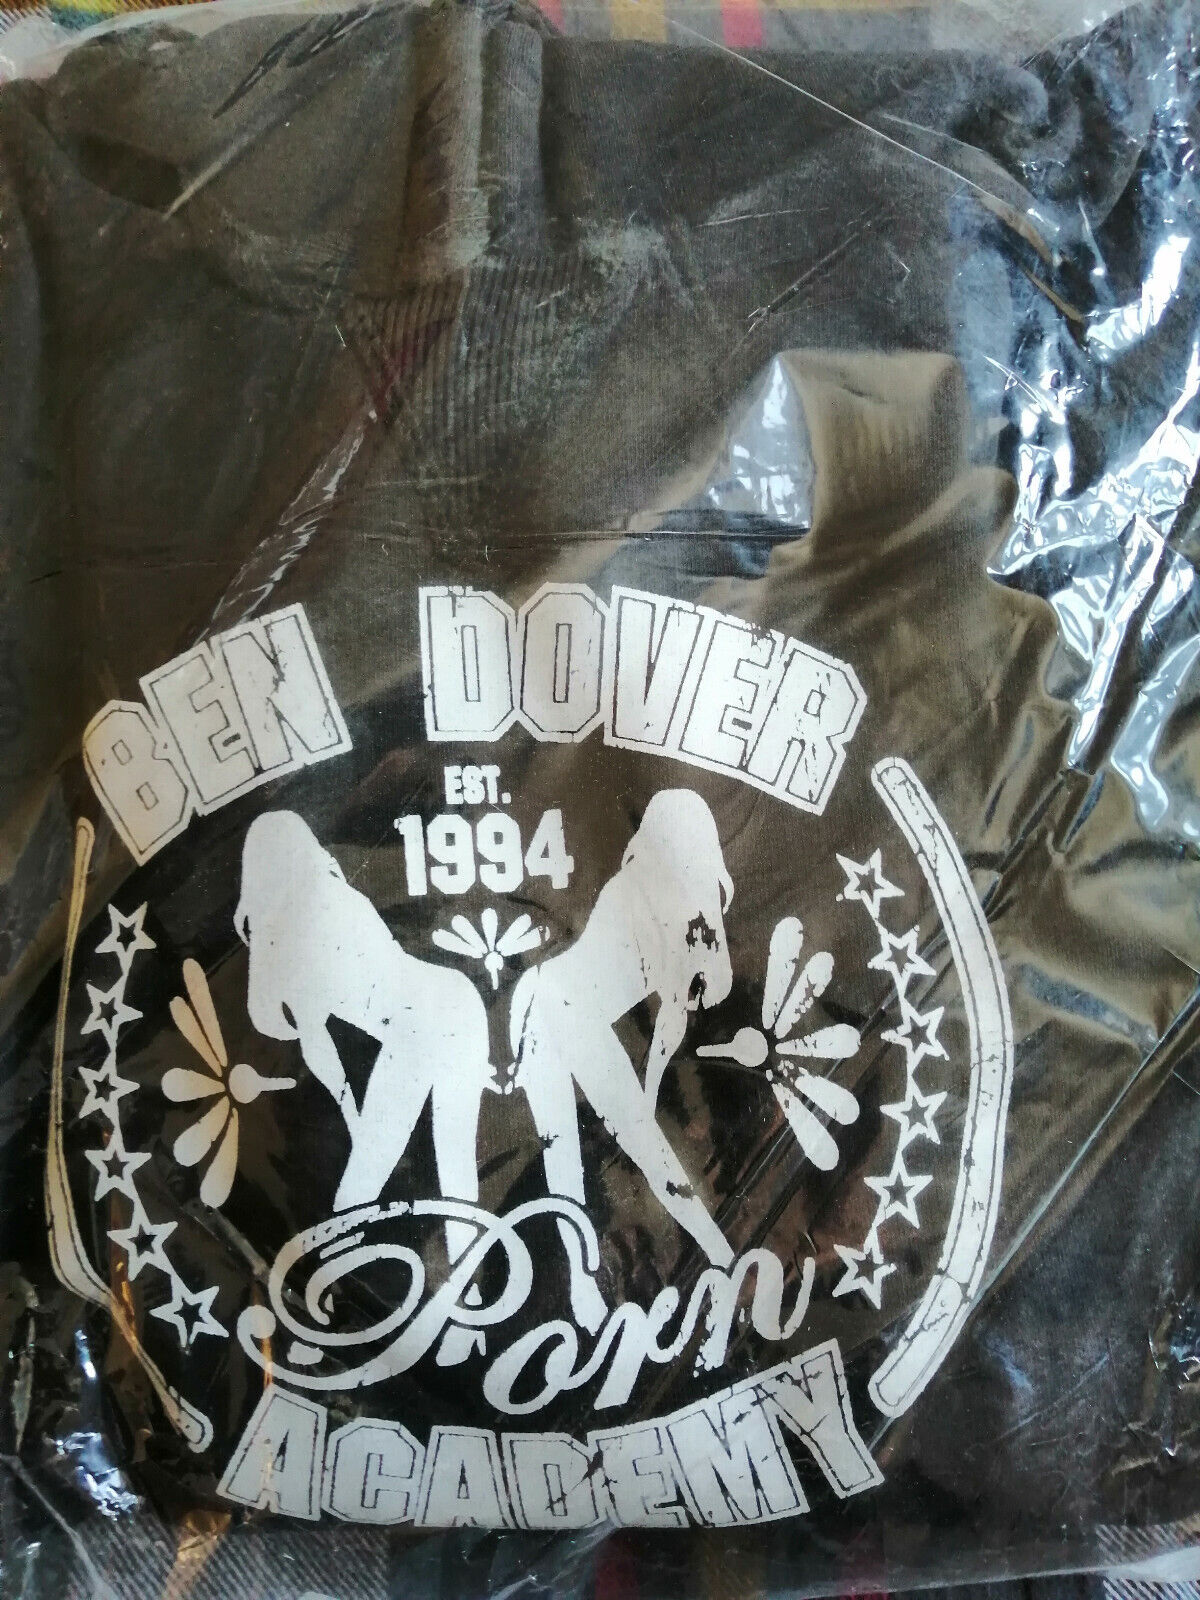 BEN DOVER
EST.
1994
Porn
ACADEMY